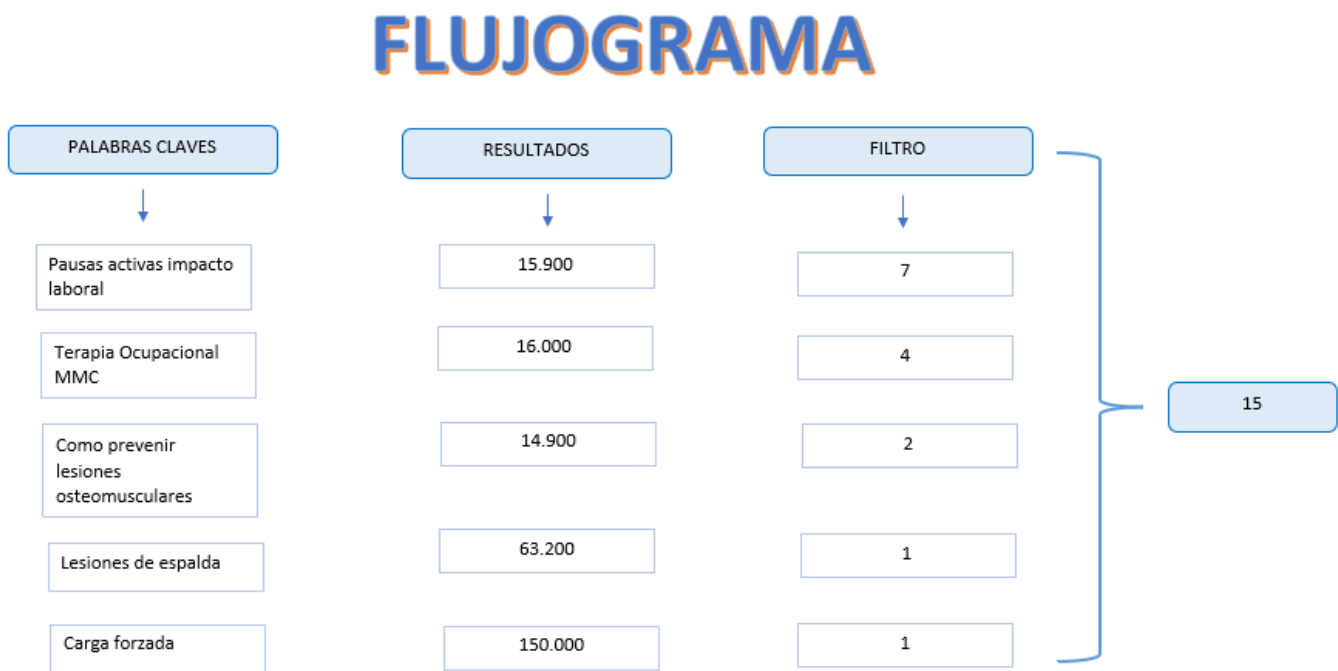 FLUJOGRAMA
PALABRAS CLAVES
RESULTADOS
FILTRO
Pausas activas impacto
laboral
15.900
7
Terapia Ocupacional
MMC
16.000
4
Como prevenir
lesiones
osteomusculares
14.900
2
Lesiones de espalda
63.200
1
Carga forzada
150.000
1
15